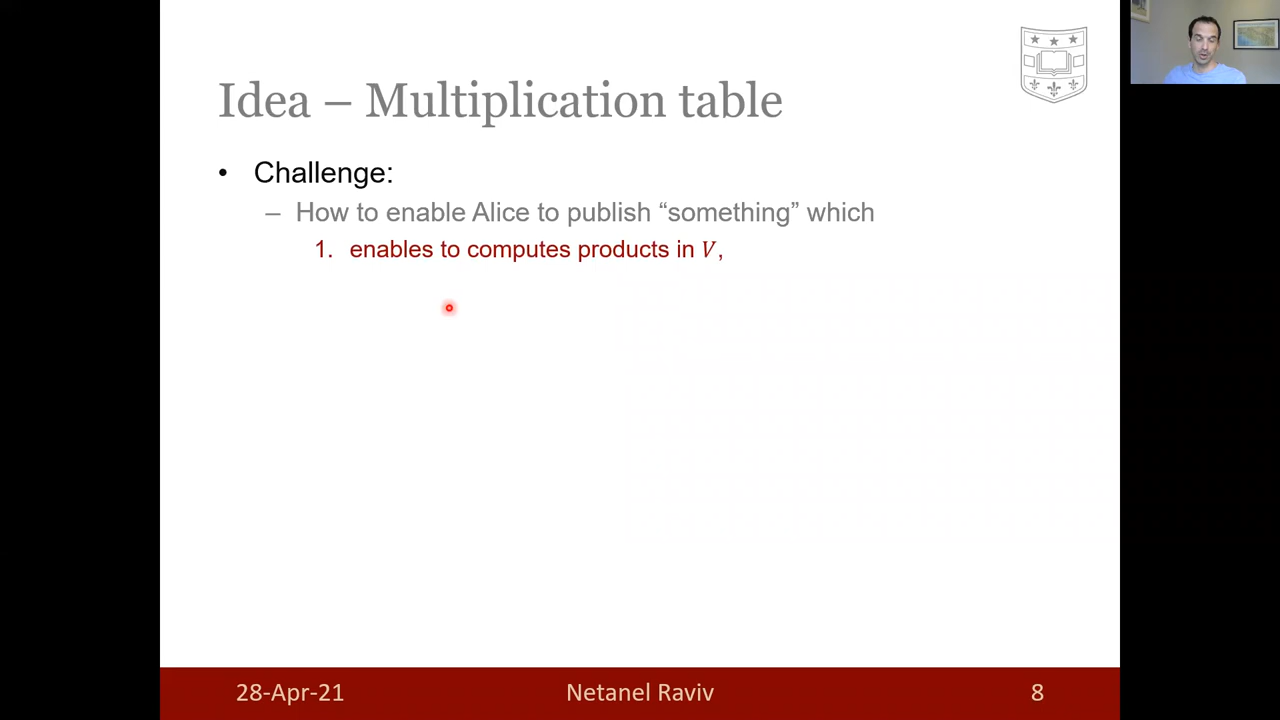 Idea – Multiplication table
• Challenge:
– How to enable Alice to publish “something” which
1. enables to computes products in V,
28-Apr-21
Netanel Raviv
8